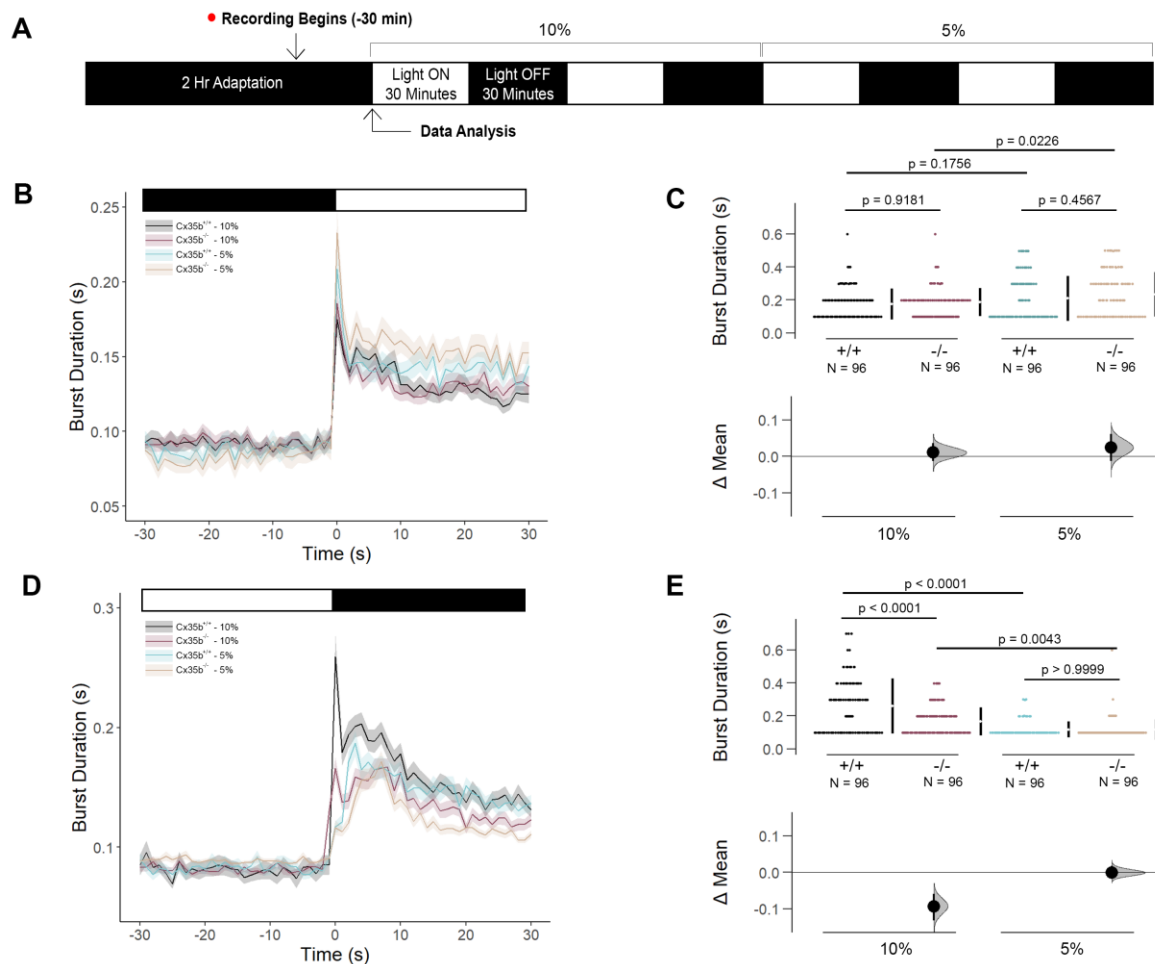 A
Recording Begins (-30 min)
10%
5%
2 Hr Adaptation
Light ON
30 Minutes
Light OFF
30 Minutes
Data Analysis
B
Burst Duration (s)
0.25
0.20
0.15
0.10
0.05
Cx35b+/+ - 10%
Cx35b-/- - 10%
Cx35b+/+ - 5%
Cx35b-/- - 5%
-30
-20
-10
0
10
20
30
Time (s)
C
p = 0.0226
p = 0.1756
p = 0.9181
p = 0.4567
Burst Duration (s)
0.6
0.4
0.2
0.0
+/+
-/-
+/+
-/-
N = 96
N = 96
N = 96
N = 96
Δ Mean
0.1
0.0
-0.1
10%
5%
D
Burst Duration (s)
0.3
0.2
0.1
Cx35b+/+ - 10%
Cx35b-/- - 10%
Cx35b+/+ - 5%
Cx35b-/- - 5%
-30
-20
-10
0
10
20
30
Time (s)
E
p < 0.0001
p < 0.0001
p = 0.0043
p > 0.9999
Burst Duration (s)
0.6
0.4
0.2
0.0
+/+
-/-
+/+
-/-
N = 96
N = 96
N = 96
N = 96
Δ Mean
0.1
0.0
-0.1
10%
5%